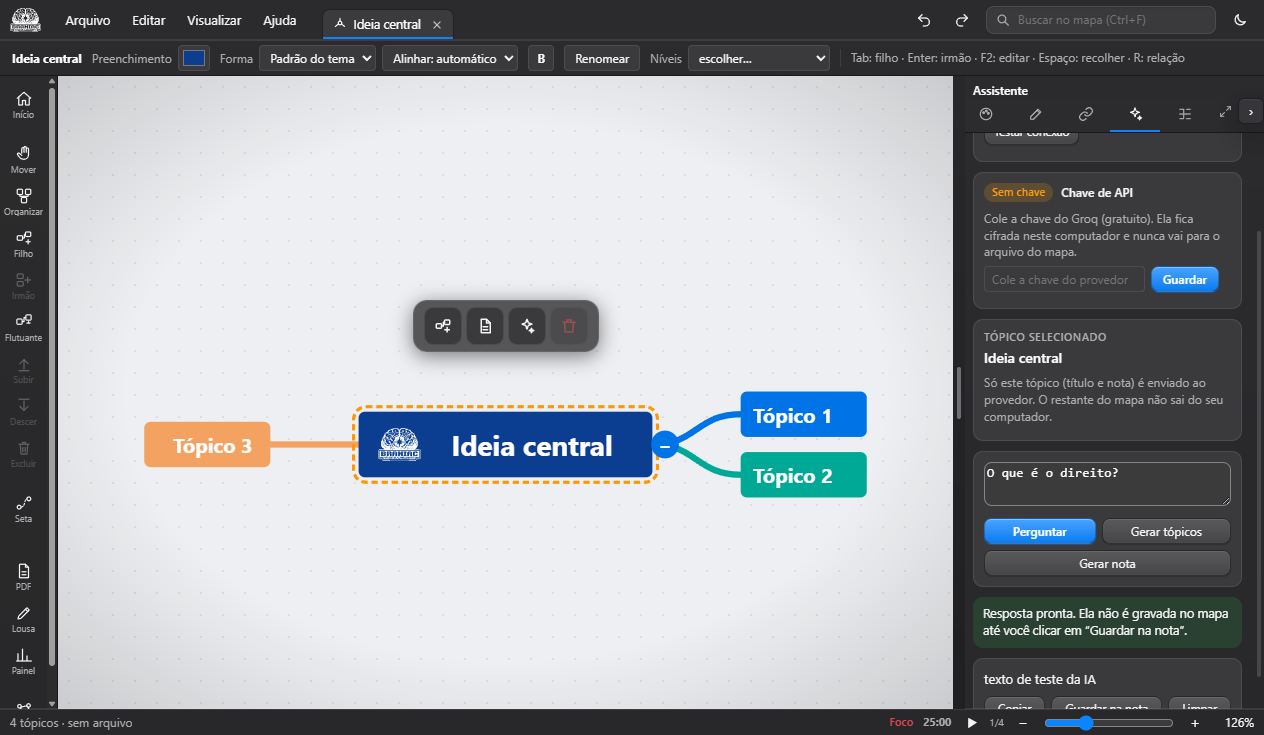 Arquivo Editar Visualizar Ajuda Ideia central × Buscar no mapa (Ctrl+F)
Ideia central Preenchimento Forma Padrão do tema Alinhar: automático B Renomear Níveis escolher... Tab: filho · Enter: irmão · F2: editar · Espaço: recolher · R: relação
Início
Mover
Organizar
Filho
Irmão
Flutuante
Subir
Descer
Excluir
Seta
PDF
Lousa
Painel
Tópico 3
BRAINIAC
Ideia central
Tópico 1
Tópico 2
Assistente
Testar conexão
Sem chave Chave de API
Cole a chave do Groq (gratuito). Ela fica
cifrada neste computador e nunca vai para o
arquivo do mapa.
Cole a chave do provedor Guardar
TÓPICO SELECIONADO
Ideia central
Só este tópico (título e nota) é enviado ao
provedor. O restante do mapa não sai do seu
computador.
O que é o direito?
Perguntar Gerar tópicos
Gerar nota
Resposta pronta. Ela não é gravada no mapa
até você clicar em “Guardar na nota”.
texto de teste da IA
Copiar Guardar na nota Limpar
4 tópicos · sem arquivo Foco 25:00 1/4 − + 126%